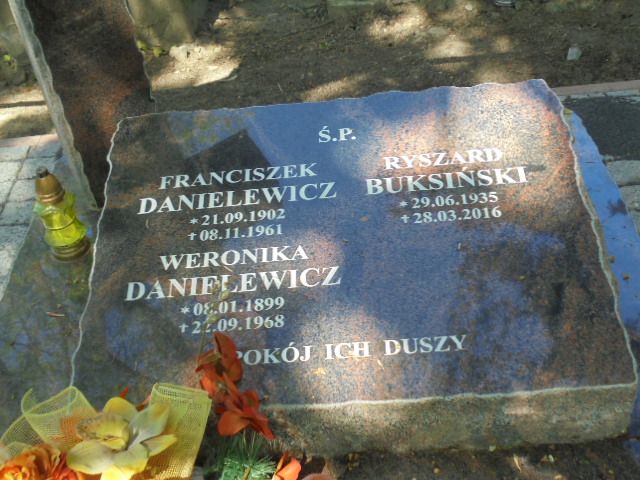 Ś.P.
FRANCISZEK
DANIELEWICZ
* 21.09.1902
✝ 08.11.1961
RYSZARD
BUKSIŃSKI
* 29.06.1935
✝ 28.03.2016
WERONIKA
DANIELEWICZ
* 08.01.1899
✝ 22.09.1968
POKÓJ ICH DUSZY